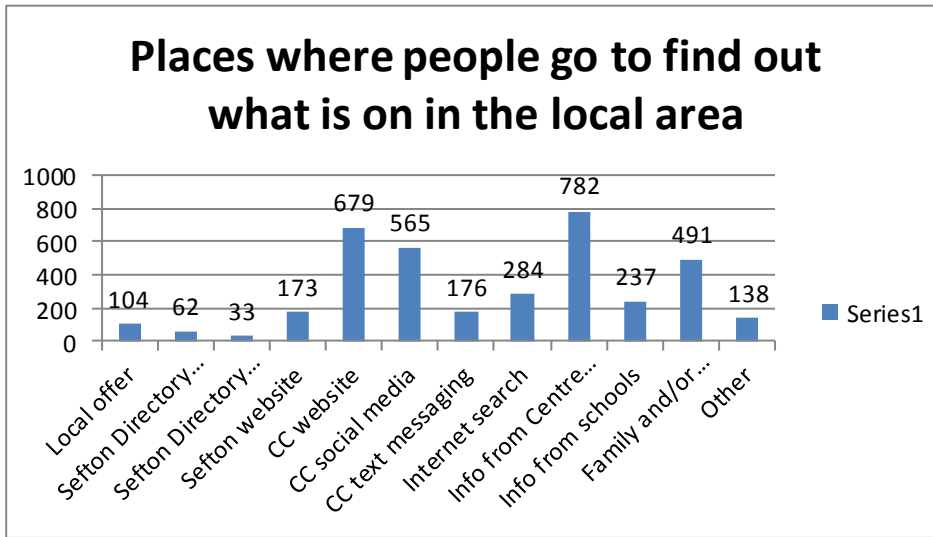 Places where people go to find out
what is on in the local area
1000
800
600
400
200
0
104
62
33
173
679
565
176
284
782
237
491
138
Local offer
Sefton Directory...
Sefton Directory...
Sefton website
CC website
CC social media
CC text messaging
Internet search
Info from Centre...
Info from schools
Family and/or...
Other
Series1